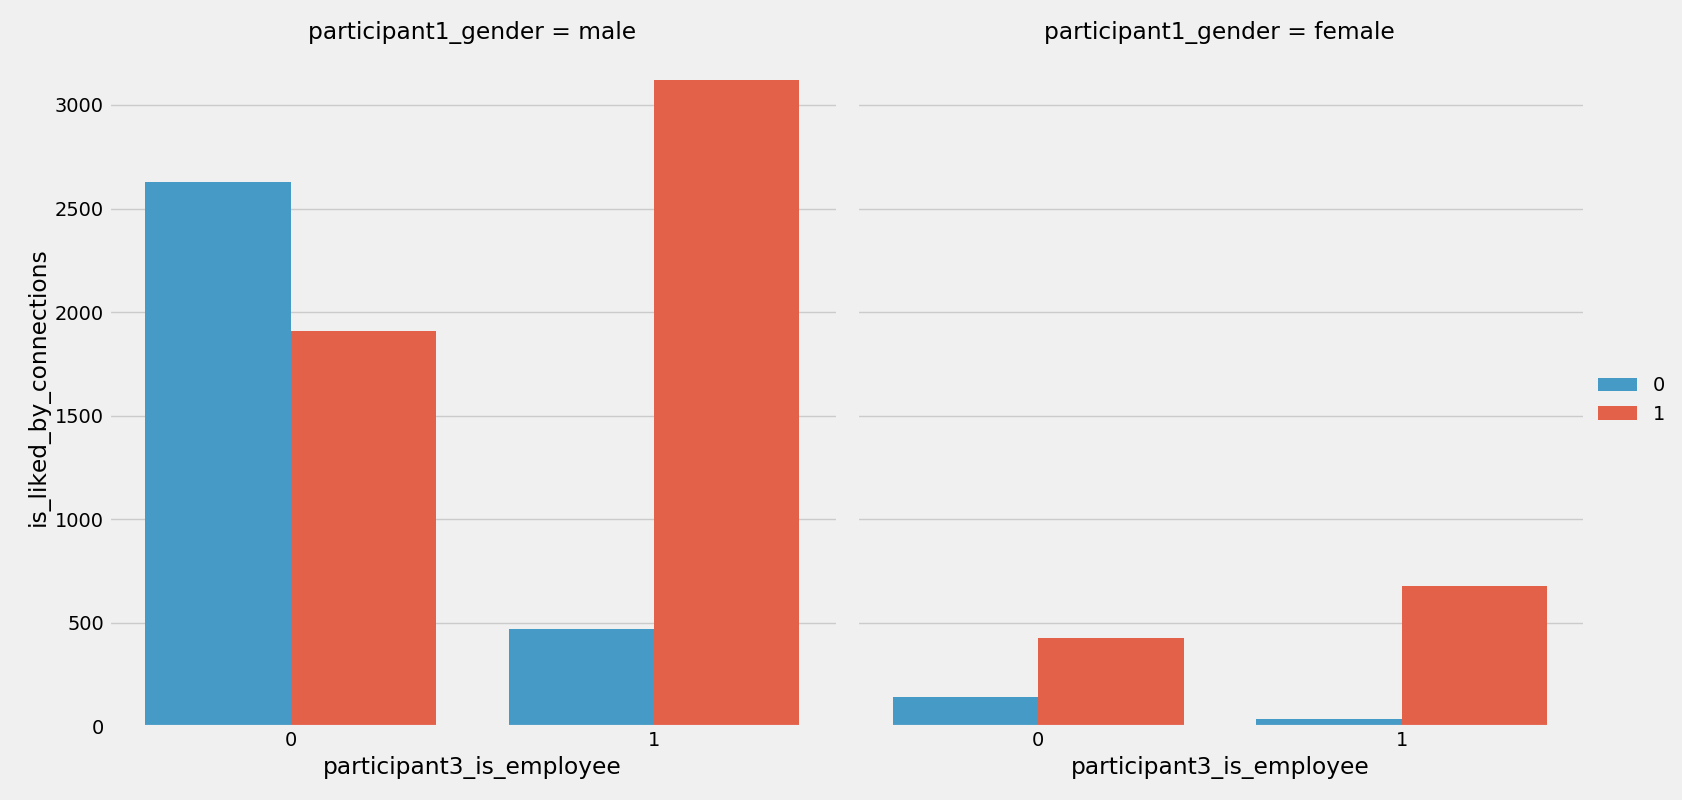 participant1_gender = male
participant1_gender = female
is_liked_by_connections
3000
2500
2000
1500
1000
500
0
0 1
participant3_is_employee
0 1
participant3_is_employee
0
1